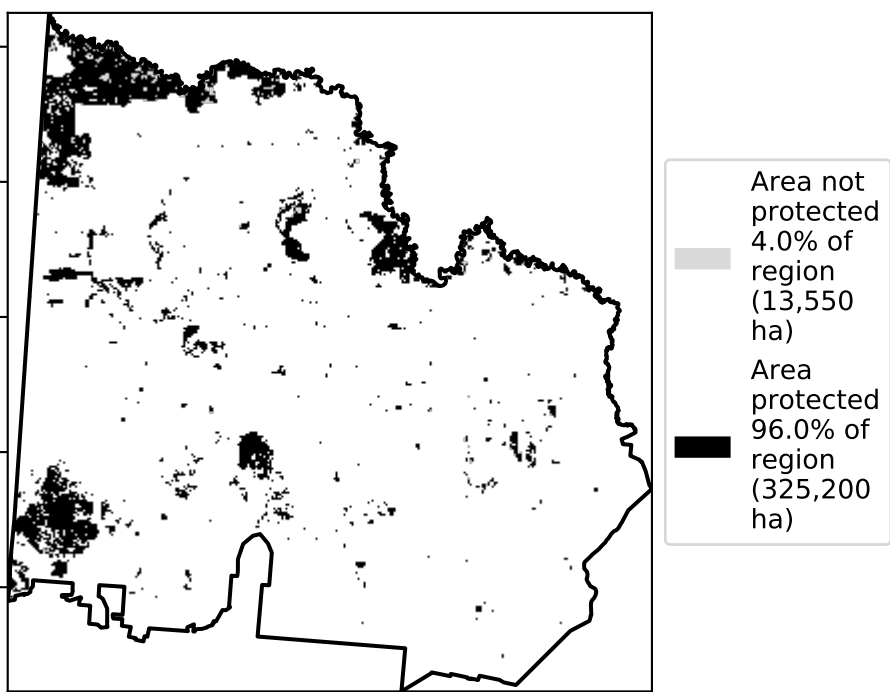 Area not
protected
4.0% of
region
(13,550
ha)
Area
protected
96.0% of
region
(325,200
ha)